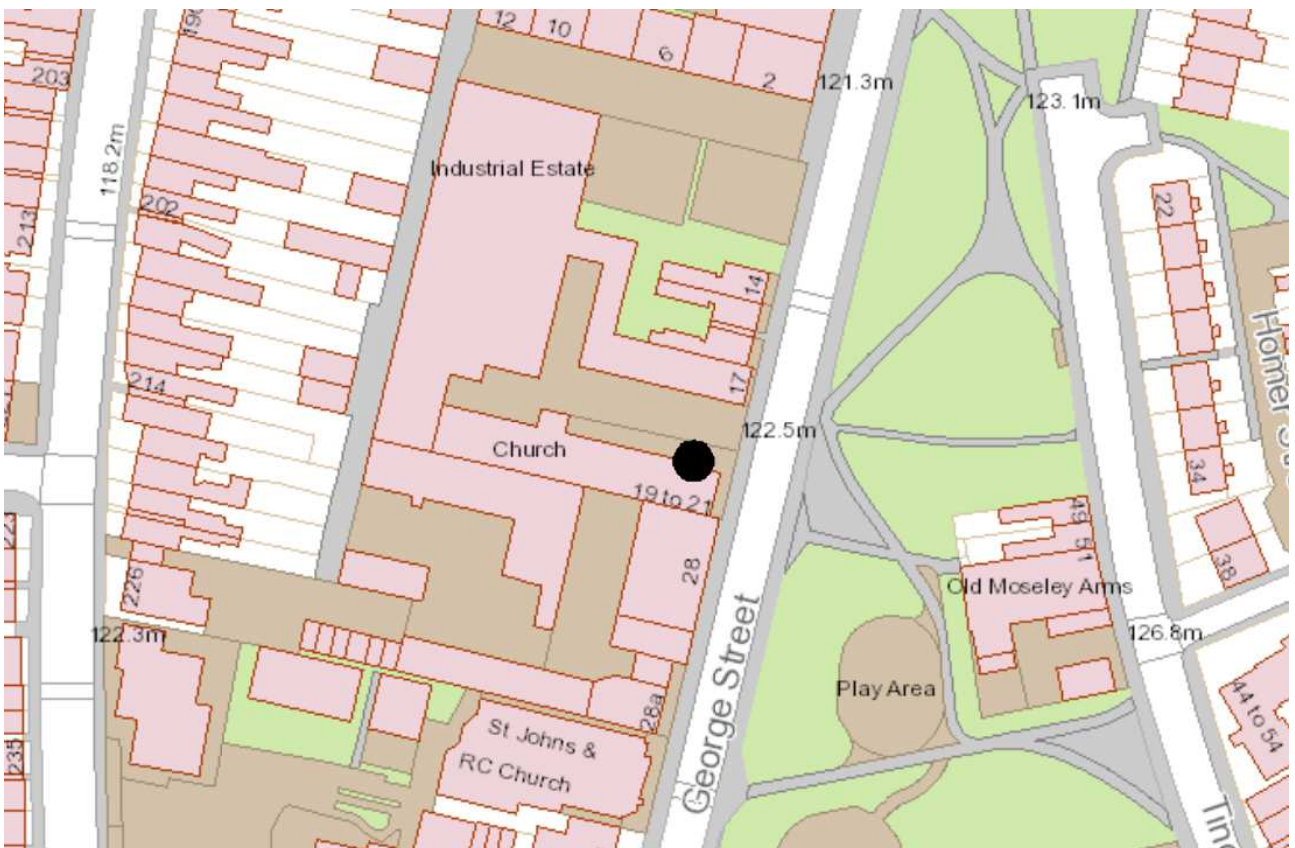 12
10
6
2
190
203
121.3m
123.1m
118.2m
Industrial Estate
202
22
213
14
Homer
214
17
122.5m
Church
34
19 to 21
49 51
28
38
226
Old Moseley Arms
122.3m
126.8m
George Street
Play Area
28a
44 to 54
St Johns &
RC Church
235